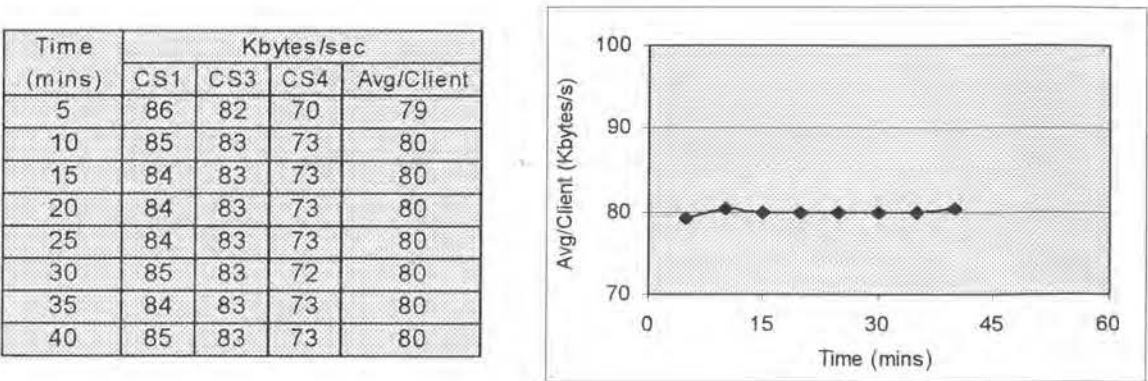 Time Kbytes/sec
(mins) CS1 CS3 CS4 Avg/Client
5 86 82 70 79
10 85 83 73 80
15 84 83 73 80
20 84 83 73 80
25 84 83 73 80
30 85 83 72 80
35 84 83 73 80
40 85 83 73 80
Avg/Client (Kbytes/s)
100
90
80
70
0 15 30 45 60
Time (mins)